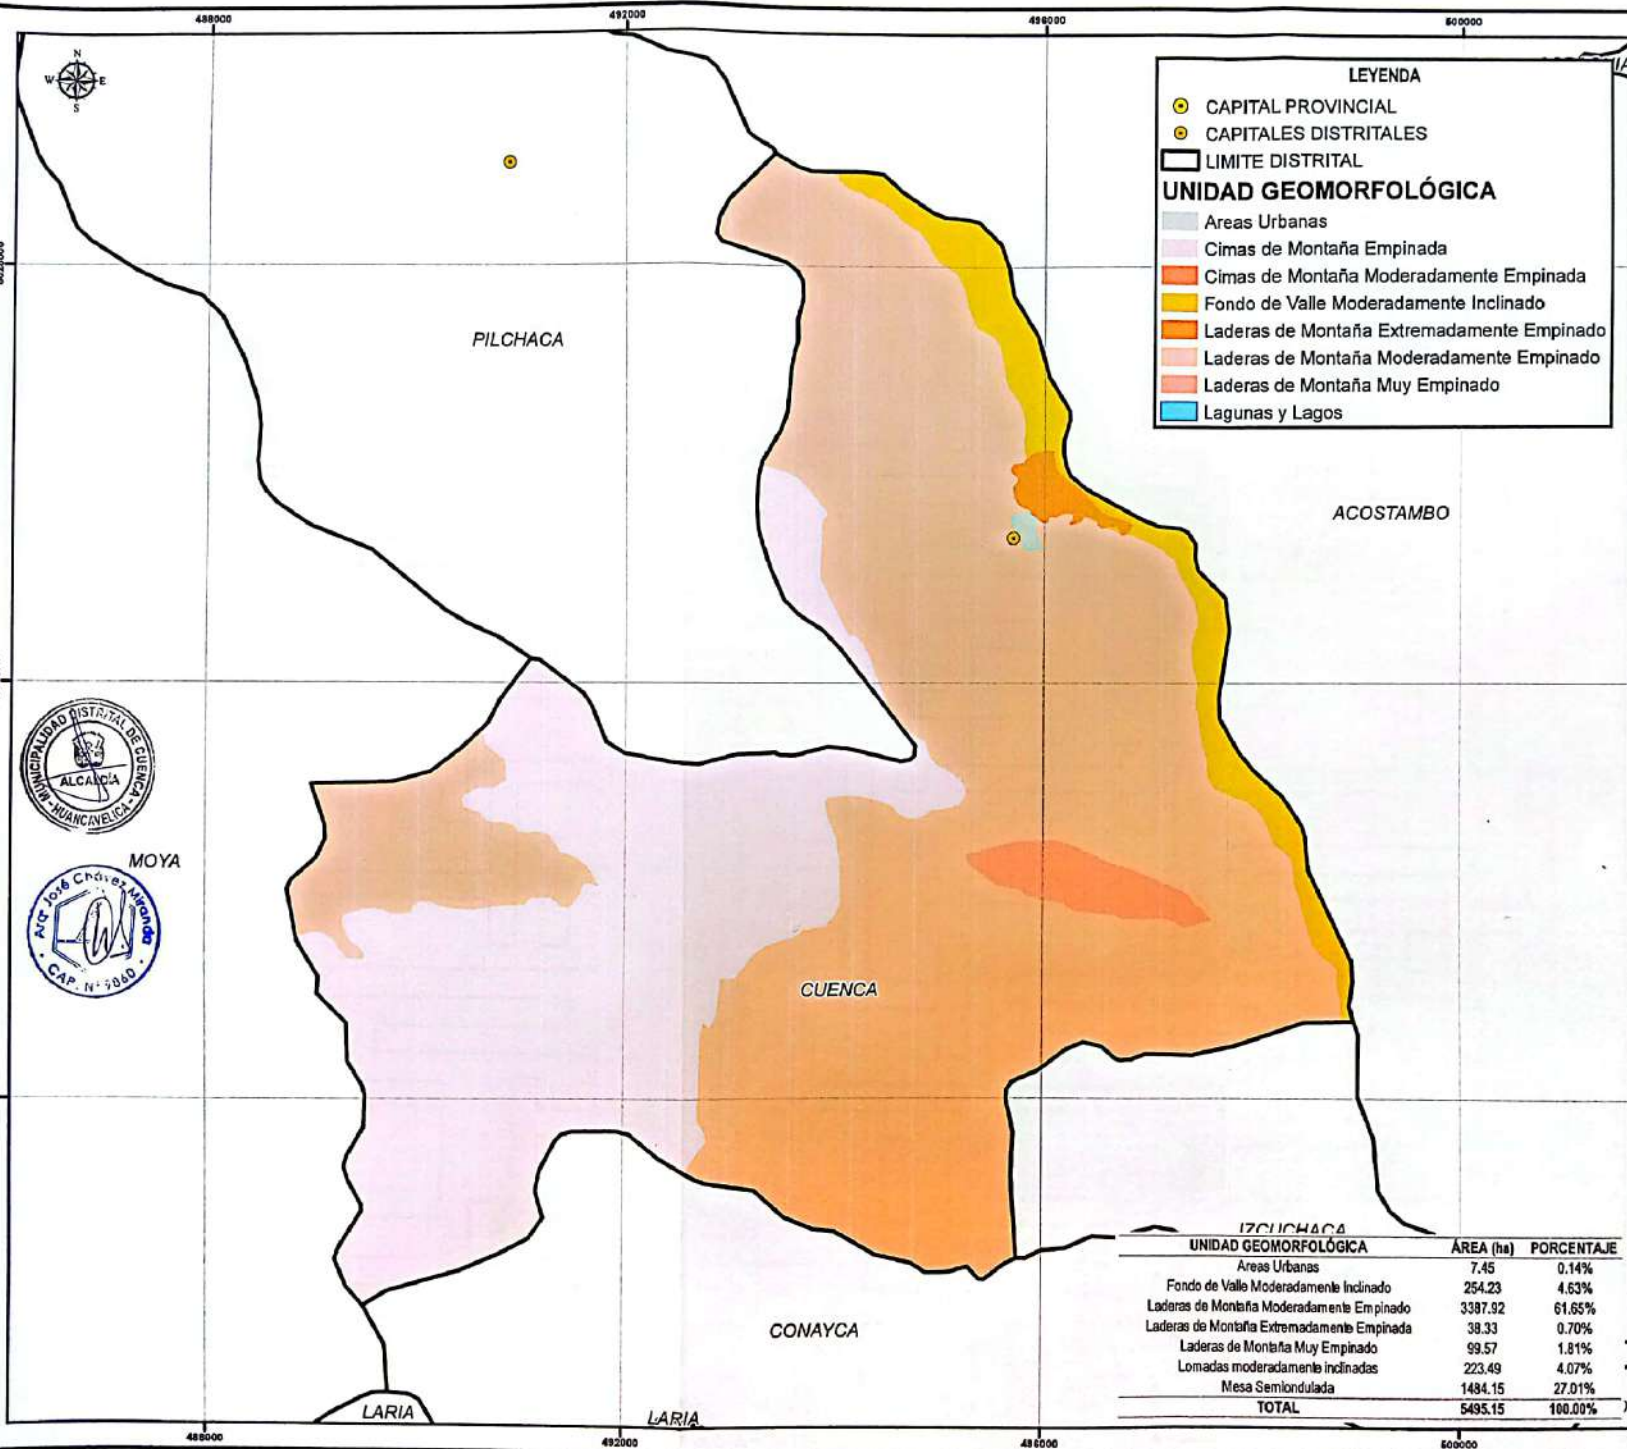 488000
492000
496000
500000
N
W E
S
LEYENDA
CAPITAL PROVINCIAL
CAPITALES DISTRITALES
LIMITE DISTRITAL
UNIDAD GEOMORFOLÓGICA
Areas Urbanas
Cimas de Montaña Empinada
Cimas de Montaña Moderadamente Empinada
Fondo de Valle Moderadamente Inclinado
Laderas de Montaña Extremadamente Empinado
Laderas de Montaña Moderadamente Empinado
Laderas de Montaña Muy Empinado
Lagunas y Lagos
PILCHACA
ACOSTAMBO
MUNICIPALIDAD DISTRITAL DE CUENCA
ALCALDÍA
HUANCAVELICA
MOYA
Arqº José Chávez Miranda
CAP. Nº 9860
CUENCA
IZCUCHACA
UNIDAD GEOMORFOLÓGICA ÁREA (ha) PORCENTAJE
Areas Urbanas 7.45 0.14%
Fondo de Valle Moderadamente Inclinado 254.23 4.63%
Laderas de Montaña Moderadamente Empinado 3387.92 61.65%
Laderas de Montaña Extremadamente Empinada 38.33 0.70%
Laderas de Montaña Muy Empinado 99.57 1.81%
Lomadas moderadamente inclinadas 223.49 4.07%
Mesa Semiondulada 1484.15 27.01%
TOTAL 5495.15 100.00%
CONAYCA
LARIA
LARIA
488000
492000
496000
500000